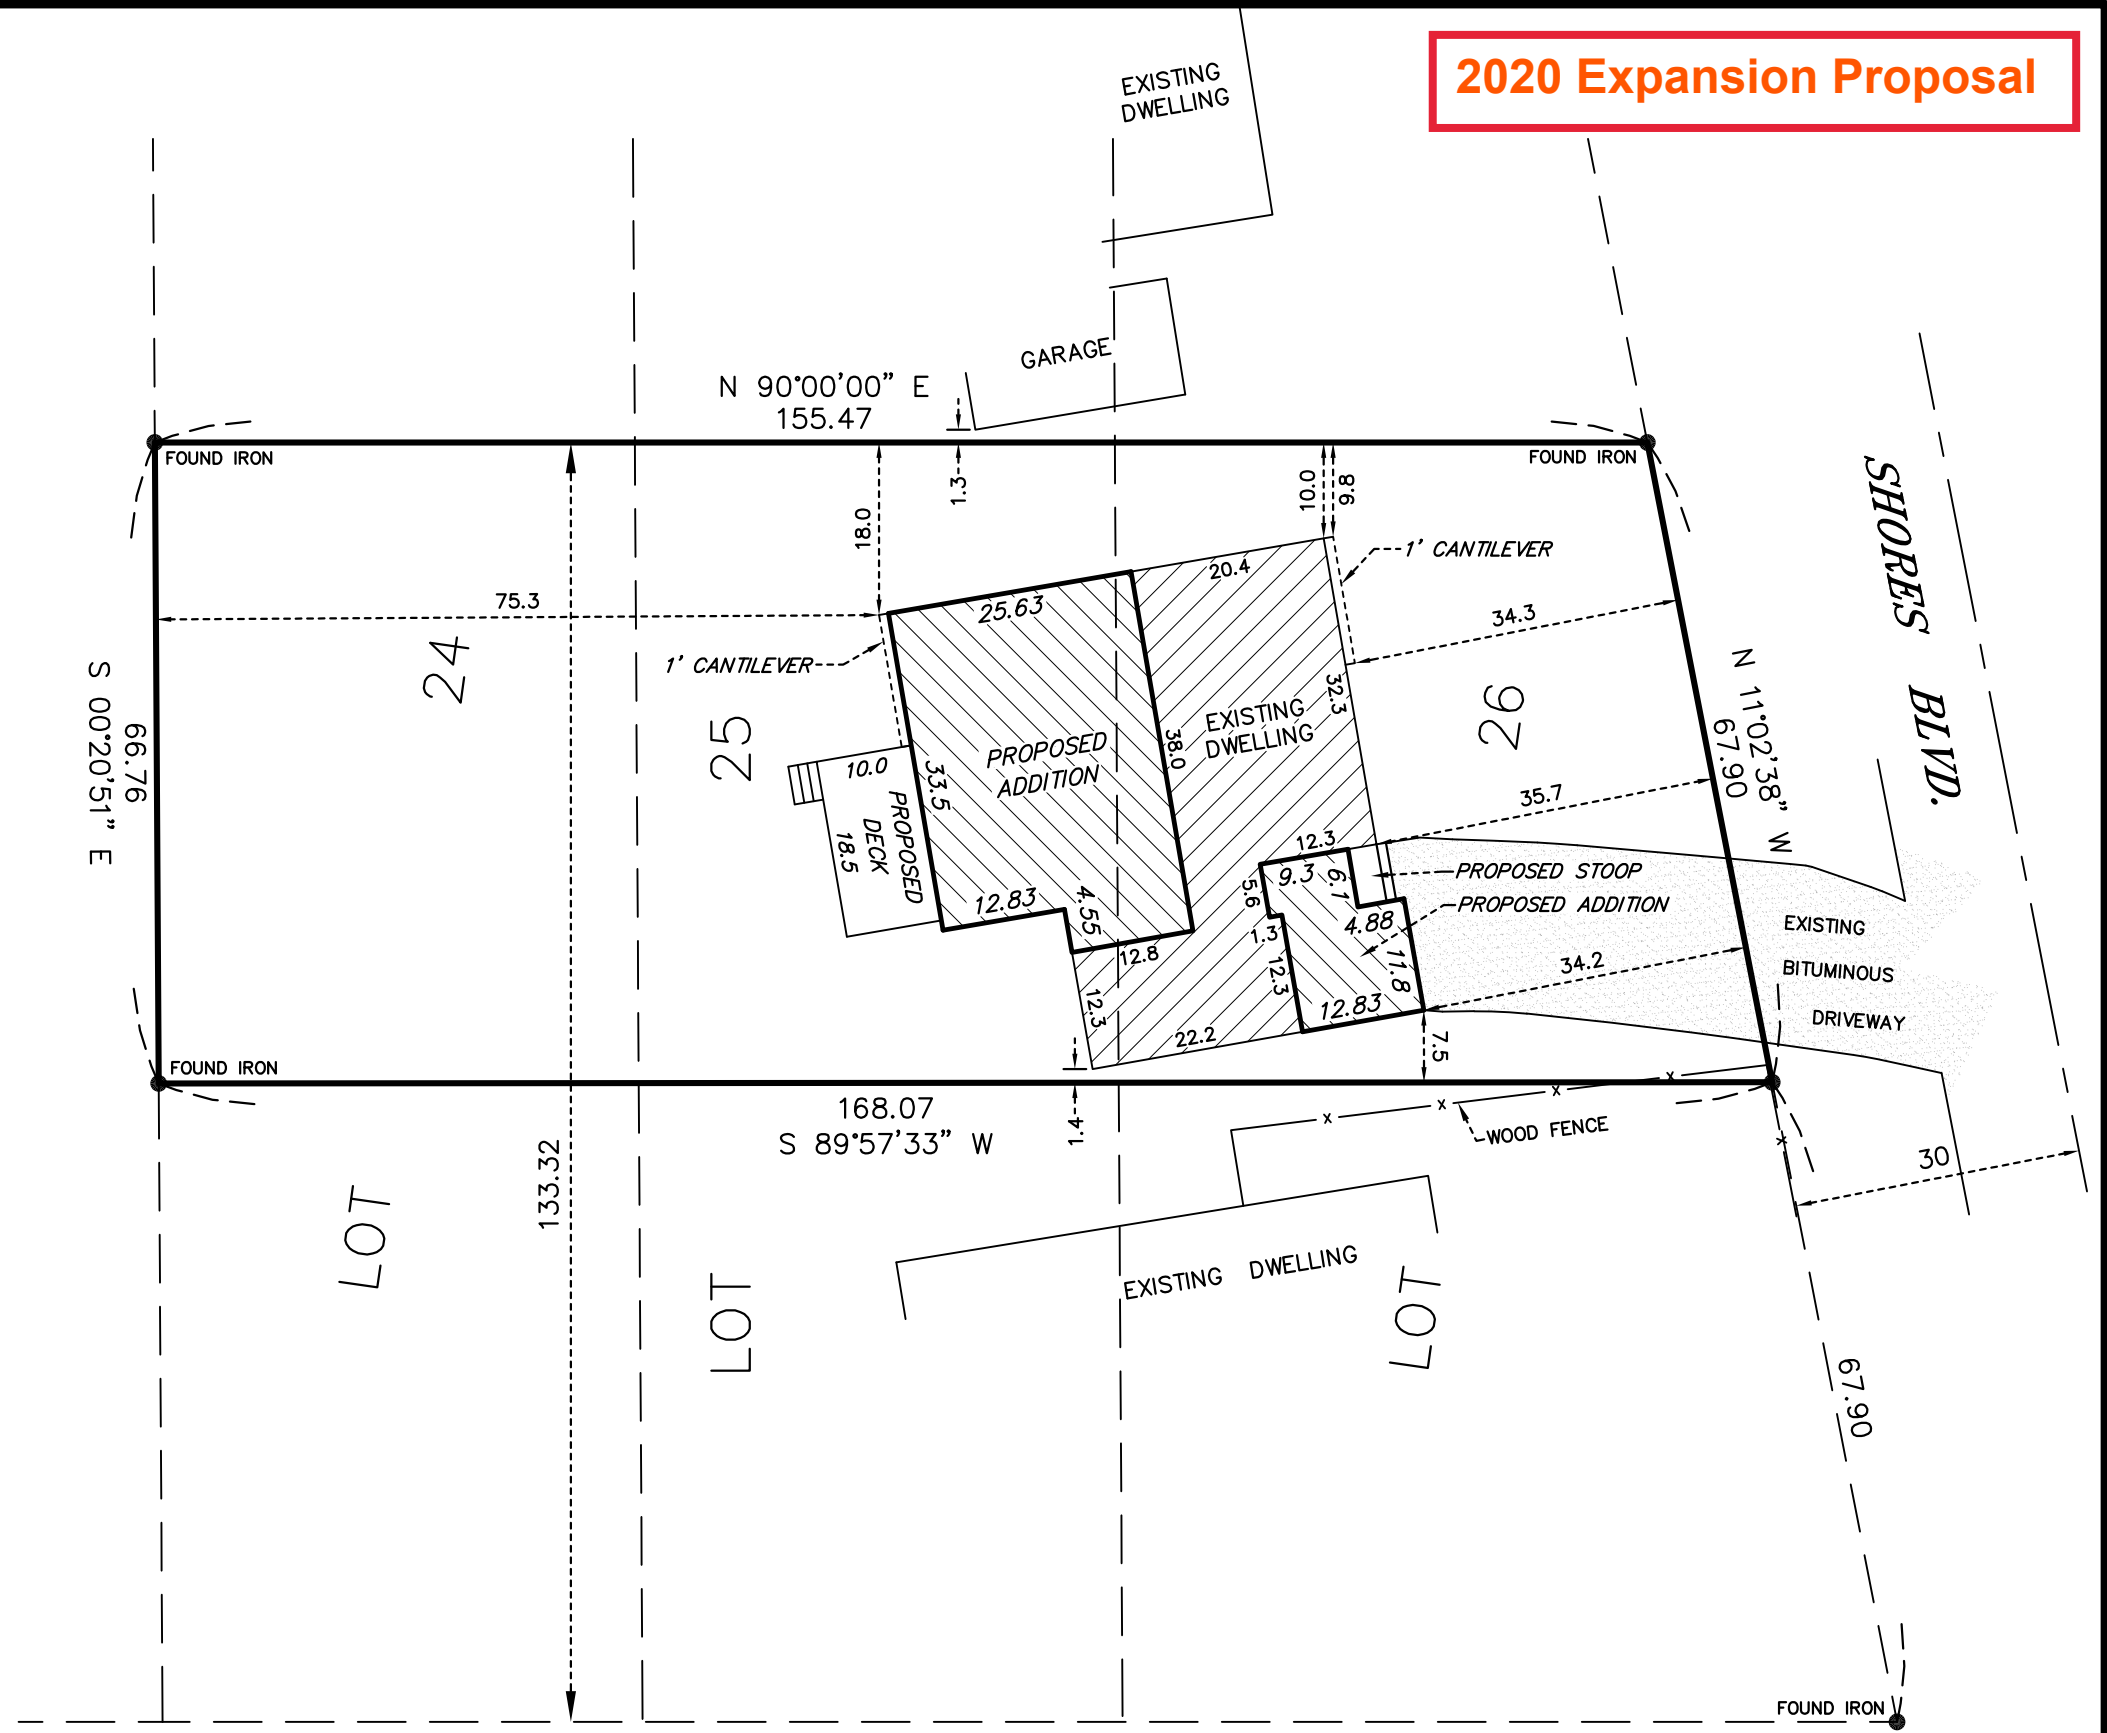 2020 Expansion Proposal
EXISTING
DWELLING
GARAGE
N 90°00'00" E
155.47
FOUND IRON
FOUND IRON
1.3
18.0
10.0
9.8
1' CANTILEVER
20.4
25.63
75.3
34.3
1' CANTILEVER
24
25
26
S 00°20'51" E
66.76
N 11°02'38" W
67.90
SHORES BLVD.
32.3
EXISTING
DWELLING
38.0
PROPOSED
ADDITION
33.5
10.0
PROPOSED
DECK
18.5
35.7
12.3
9.3
6.1
5.6
PROPOSED STOOP
PROPOSED ADDITION
12.83
4.55
4.88
1.3
12.8
12.3
11.8
34.2
EXISTING
BITUMINOUS
DRIVEWAY
12.3
12.83
22.2
7.5
FOUND IRON
168.07
S 89°57'33" W
1.4
x
x
x
x
x
WOOD FENCE
30
133.32
LOT
LOT
LOT
EXISTING DWELLING
67.90
FOUND IRON